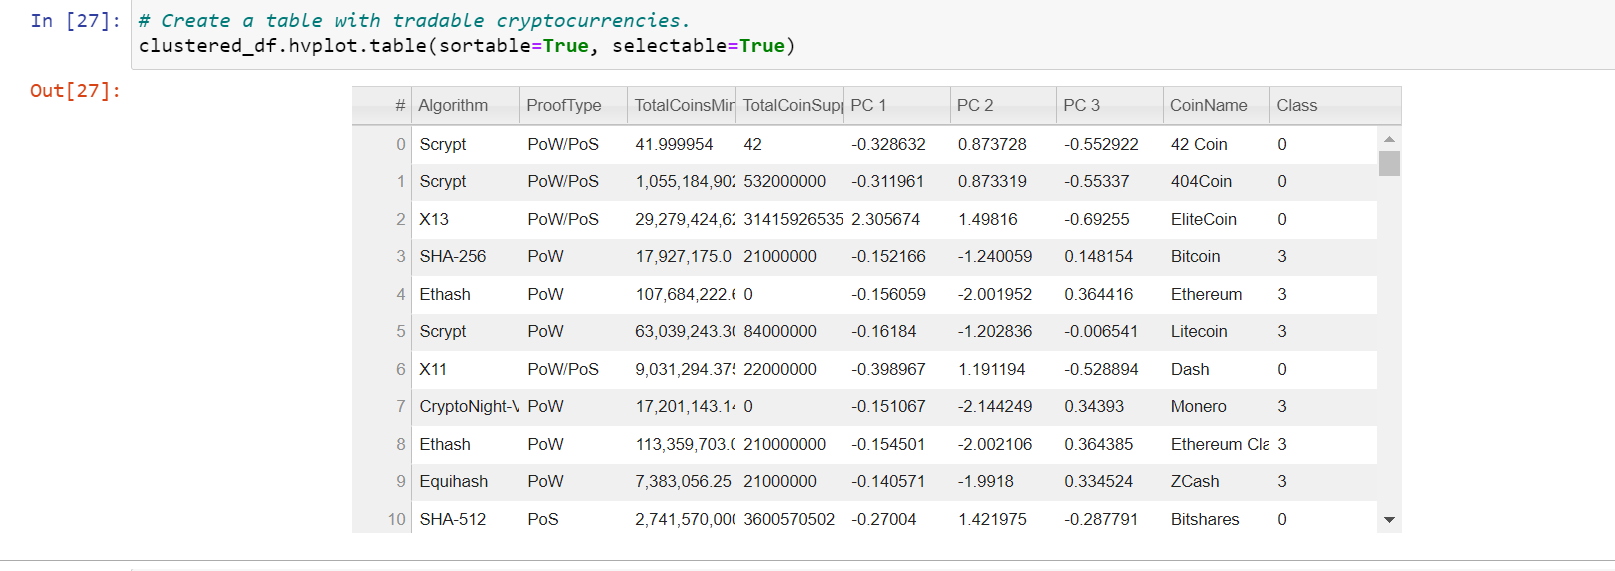 In [27]: # Create a table with tradable cryptocurrencies.
clustered_df.hvplot.table(sortable=True, selectable=True)
Out[27]:
# Algorithm ProofType TotalCoinsMin TotalCoinSupp PC 1 PC 2 PC 3 CoinName Class
0 Scrypt PoW/PoS 41.999954 42 -0.328632 0.873728 -0.552922 42 Coin 0
1 Scrypt PoW/PoS 1,055,184,902 532000000 -0.311961 0.873319 -0.55337 404Coin 0
2 X13 PoW/PoS 29,279,424,62 31415926535 2.305674 1.49816 -0.69255 EliteCoin 0
3 SHA-256 PoW 17,927,175.0 21000000 -0.152166 -1.240059 0.148154 Bitcoin 3
4 Ethash PoW 107,684,222.6 0 -0.156059 -2.001952 0.364416 Ethereum 3
5 Scrypt PoW 63,039,243.30 84000000 -0.16184 -1.202836 -0.006541 Litecoin 3
6 X11 PoW/PoS 9,031,294.375 22000000 -0.398967 1.191194 -0.528894 Dash 0
7 CryptoNight-V PoW 17,201,143.14 0 -0.151067 -2.144249 0.34393 Monero 3
8 Ethash PoW 113,359,703.0 210000000 -0.154501 -2.002106 0.364385 Ethereum Cla 3
9 Equihash PoW 7,383,056.25 21000000 -0.140571 -1.9918 0.334524 ZCash 3
10 SHA-512 PoS 2,741,570,000 3600570502 -0.27004 1.421975 -0.287791 Bitshares 0